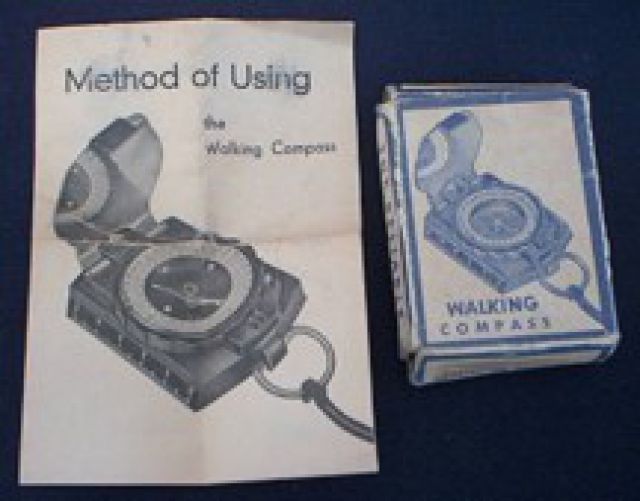 Method of Using
the
Walking Compass
WALKING
COMPASS